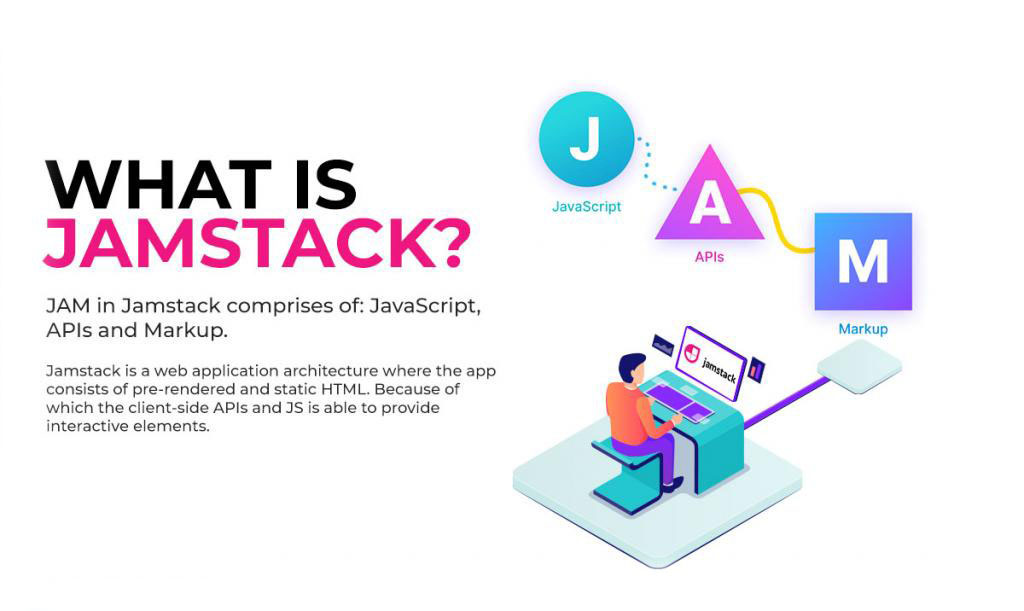 WHAT IS
JAMSTACK?
JAM in Jamstack comprises of: JavaScript,
APIs and Markup.
Jamstack is a web application architecture where the app
consists of pre-rendered and static HTML. Because of
which the client-side APIs and JS is able to provide
interactive elements.
J
JavaScript
A
APIs
M
Markup
jamstack